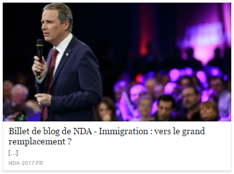 Billet de blog de NDA - Immigration : vers le grand
remplacement ?
[...]
NDA-2017.FR